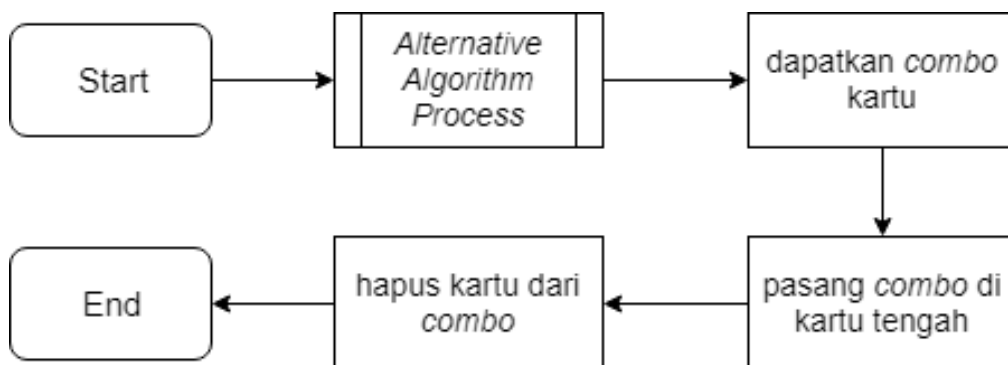 Start
Alternative
Algorithm
Process
dapatkan combo
kartu
pasang combo di
kartu tengah
hapus kartu dari
combo
End